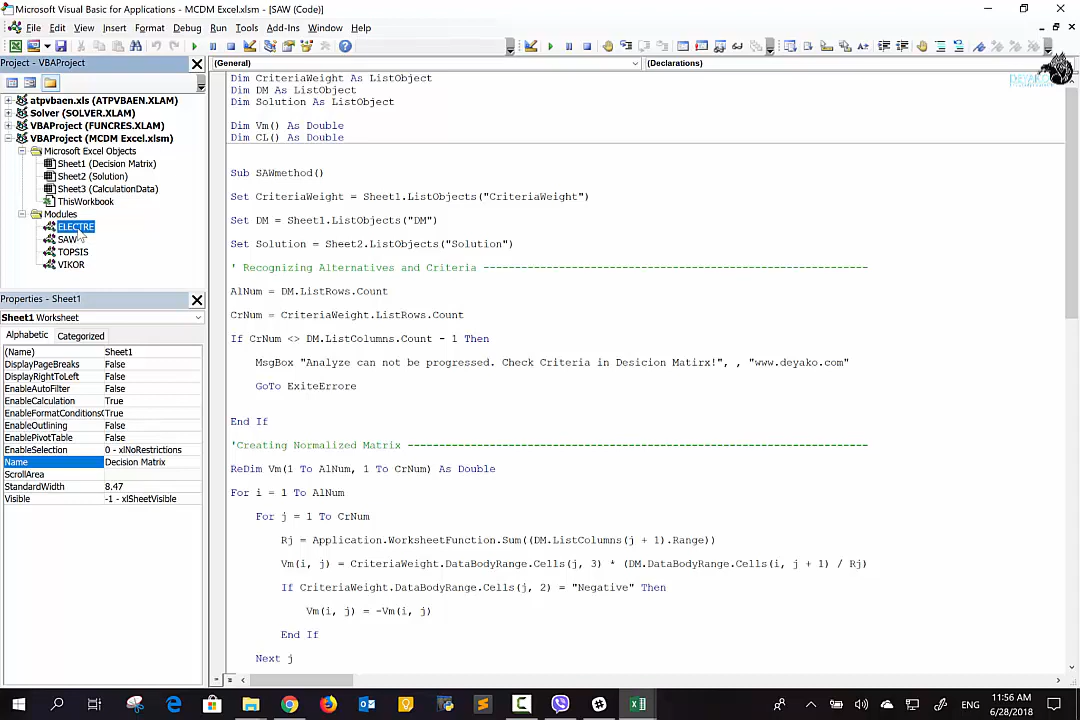 Microsoft Visual Basic for Applications - MCDM Excel.xlsm - [SAW (Code)]
File Edit View Insert Format Debug Run Tools Add-Ins Window Help
Project - VBAProject
(General)
(Declarations)
DEYAKO
atpvbaen.xls (ATPVBAEN.XLAM)
Solver (SOLVER.XLAM)
VBAProject (FUNCRES.XLAM)
VBAProject (MCDM Excel.xlsm)
Microsoft Excel Objects
Sheet1 (Decision Matrix)
Sheet2 (Solution)
Sheet3 (CalculationData)
ThisWorkbook
Modules
ELECTRE
SAW
TOPSIS
VIKOR
Properties - Sheet1
Sheet1 Worksheet
Alphabetic Categorized
(Name) Sheet1
DisplayPageBreaks False
DisplayRightToLeft False
EnableAutoFilter False
EnableCalculation True
EnableFormatConditionsC True
EnableOutlining False
EnablePivotTable False
EnableSelection 0 - xlNoRestrictions
Name Decision Matrix
ScrollArea
StandardWidth 8.47
Visible -1 - xlSheetVisible
Dim CriteriaWeight As ListObject
Dim DM As ListObject
Dim Solution As ListObject
Dim Vm() As Double
Dim CL() As Double
Sub SAWmethod()
Set CriteriaWeight = Sheet1.ListObjects("CriteriaWeight")
Set DM = Sheet1.ListObjects("DM")
Set Solution = Sheet2.ListObjects("Solution")
' Recognizing Alternatives and Criteria -------------------------------------------------------------
AlNum = DM.ListRows.Count
CrNum = CriteriaWeight.ListRows.Count
If CrNum <> DM.ListColumns.Count - 1 Then
MsgBox "Analyze can not be progressed. Check Criteria in Desicion Matirx!", , "www.deyako.com"
GoTo ExiteErrore
End If
'Creating Normalized Matrix -------------------------------------------------------------------------
ReDim Vm(1 To AlNum, 1 To CrNum) As Double
For i = 1 To AlNum
For j = 1 To CrNum
Rj = Application.WorksheetFunction.Sum((DM.ListColumns(j + 1).Range))
Vm(i, j) = CriteriaWeight.DataBodyRange.Cells(j, 3) * (DM.DataBodyRange.Cells(i, j + 1) / Rj)
If CriteriaWeight.DataBodyRange.Cells(j, 2) = "Negative" Then
Vm(i, j) = -Vm(i, j)
End If
Next j
ENG
11:56 AM
6/28/2018